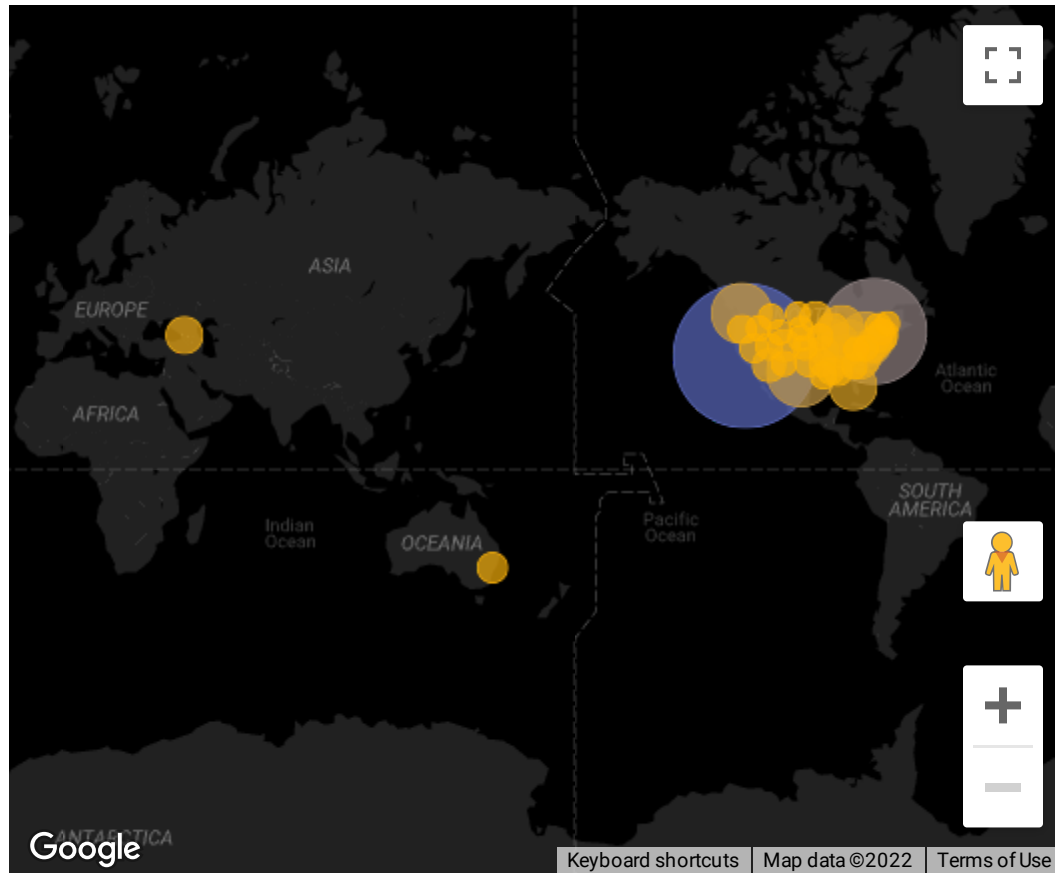 ASIA
EUROPE
AFRICA
Atlantic
Ocean
SOUTH
AMERICA
Indian
Ocean
OCEANIA
Pacific
Ocean
ANTARCTICA
Google
Keyboard shortcuts
Map data ©2022
Terms of Use